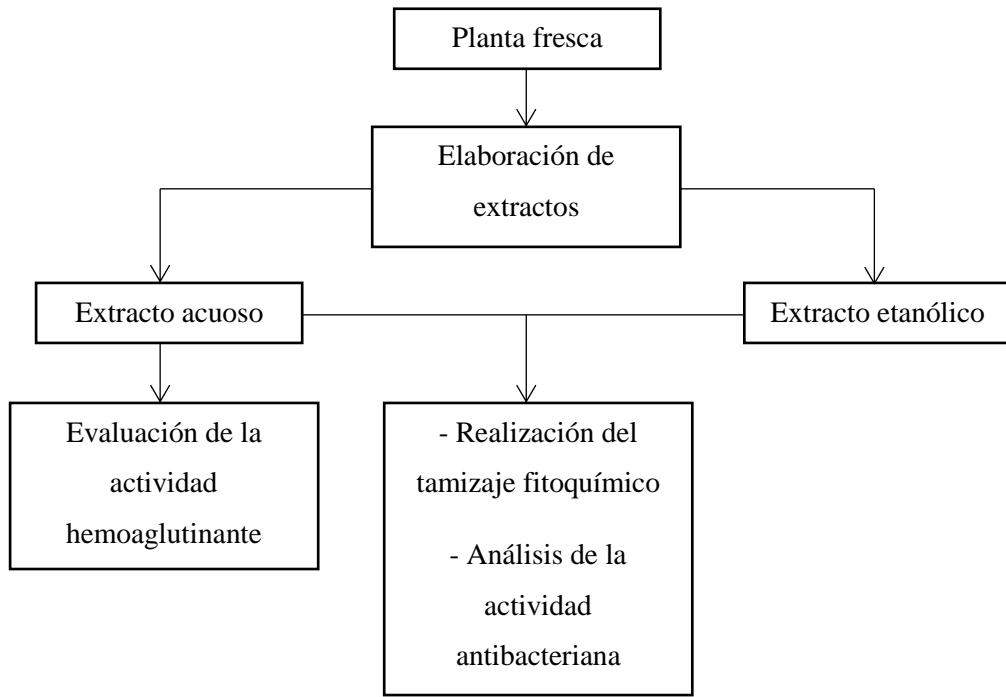 Planta fresca
Elaboración de
extractos
Extracto acuoso
Extracto etanólico
Evaluación de la
actividad
hemoaglutinante
- Realización del
tamizaje fitoquímico
- Análisis de la
actividad
antibacteriana